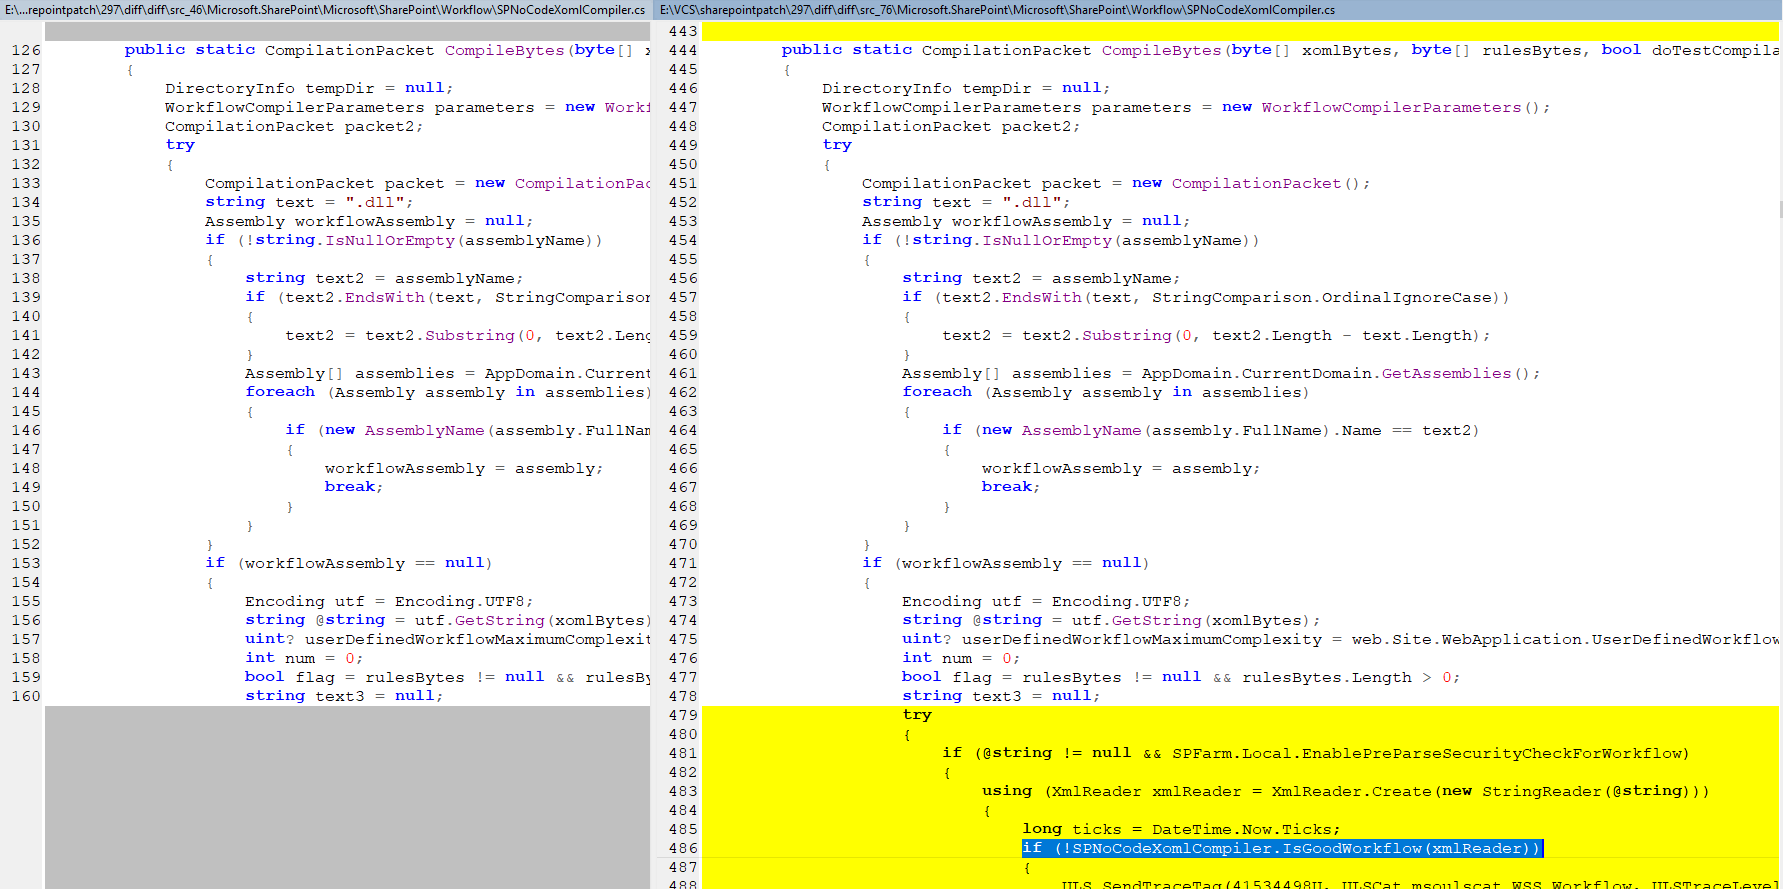 E:\...repointpatch\297\diff\diff\src_46\Microsoft.SharePoint\Microsoft\SharePoint\Workflow\SPNoCodeXomlCompiler.cs
126 public static CompilationPacket CompileBytes(byte[] x
127 {
128 DirectoryInfo tempDir = null;
129 WorkflowCompilerParameters parameters = new Workf
130 CompilationPacket packet2;
131 try
132 {
133 CompilationPacket packet = new CompilationPac
134 string text = ".dll";
135 Assembly workflowAssembly = null;
136 if (!string.IsNullOrEmpty(assemblyName))
137 {
138 string text2 = assemblyName;
139 if (text2.EndsWith(text, StringComparison
140 {
141 text2 = text2.Substring(0, text2.Leng
142 }
143 Assembly[] assemblies = AppDomain.Current
144 foreach (Assembly assembly in assemblies)
145 {
146 if (new AssemblyName(assembly.FullNam
147 {
148 workflowAssembly = assembly;
149 break;
150 }
151 }
152 }
153 if (workflowAssembly == null)
154 {
155 Encoding utf = Encoding.UTF8;
156 string @string = utf.GetString(xomlBytes)
157 uint? userDefinedWorkflowMaximumComplexit
158 int num = 0;
159 bool flag = rulesBytes != null && rulesBy
160 string text3 = null;
E:\VCS\sharepointpatch\297\diff\diff\src_76\Microsoft.SharePoint\Microsoft\SharePoint\Workflow\SPNoCodeXomlCompiler.cs
443
444 public static CompilationPacket CompileBytes(byte[] xomlBytes, byte[] rulesBytes, bool doTestCompila
445 {
446 DirectoryInfo tempDir = null;
447 WorkflowCompilerParameters parameters = new WorkflowCompilerParameters();
448 CompilationPacket packet2;
449 try
450 {
451 CompilationPacket packet = new CompilationPacket();
452 string text = ".dll";
453 Assembly workflowAssembly = null;
454 if (!string.IsNullOrEmpty(assemblyName))
455 {
456 string text2 = assemblyName;
457 if (text2.EndsWith(text, StringComparison.OrdinalIgnoreCase))
458 {
459 text2 = text2.Substring(0, text2.Length - text.Length);
460 }
461 Assembly[] assemblies = AppDomain.CurrentDomain.GetAssemblies();
462 foreach (Assembly assembly in assemblies)
463 {
464 if (new AssemblyName(assembly.FullName).Name == text2)
465 {
466 workflowAssembly = assembly;
467 break;
468 }
469 }
470 }
471 if (workflowAssembly == null)
472 {
473 Encoding utf = Encoding.UTF8;
474 string @string = utf.GetString(xomlBytes);
475 uint? userDefinedWorkflowMaximumComplexity = web.Site.WebApplication.UserDefinedWorkflow
476 int num = 0;
477 bool flag = rulesBytes != null && rulesBytes.Length > 0;
478 string text3 = null;
479 try
480 {
481 if (@string != null && SPFarm.Local.EnablePreParseSecurityCheckForWorkflow)
482 {
483 using (XmlReader xmlReader = XmlReader.Create(new StringReader(@string)))
484 {
485 long ticks = DateTime.Now.Ticks;
486 if (!SPNoCodeXomlCompiler.IsGoodWorkflow(xmlReader))
487 {
488 ULS.SendTraceTag(41534498U, ULSCat.msoulscat_WSS_Workflow, ULSTraceLevel